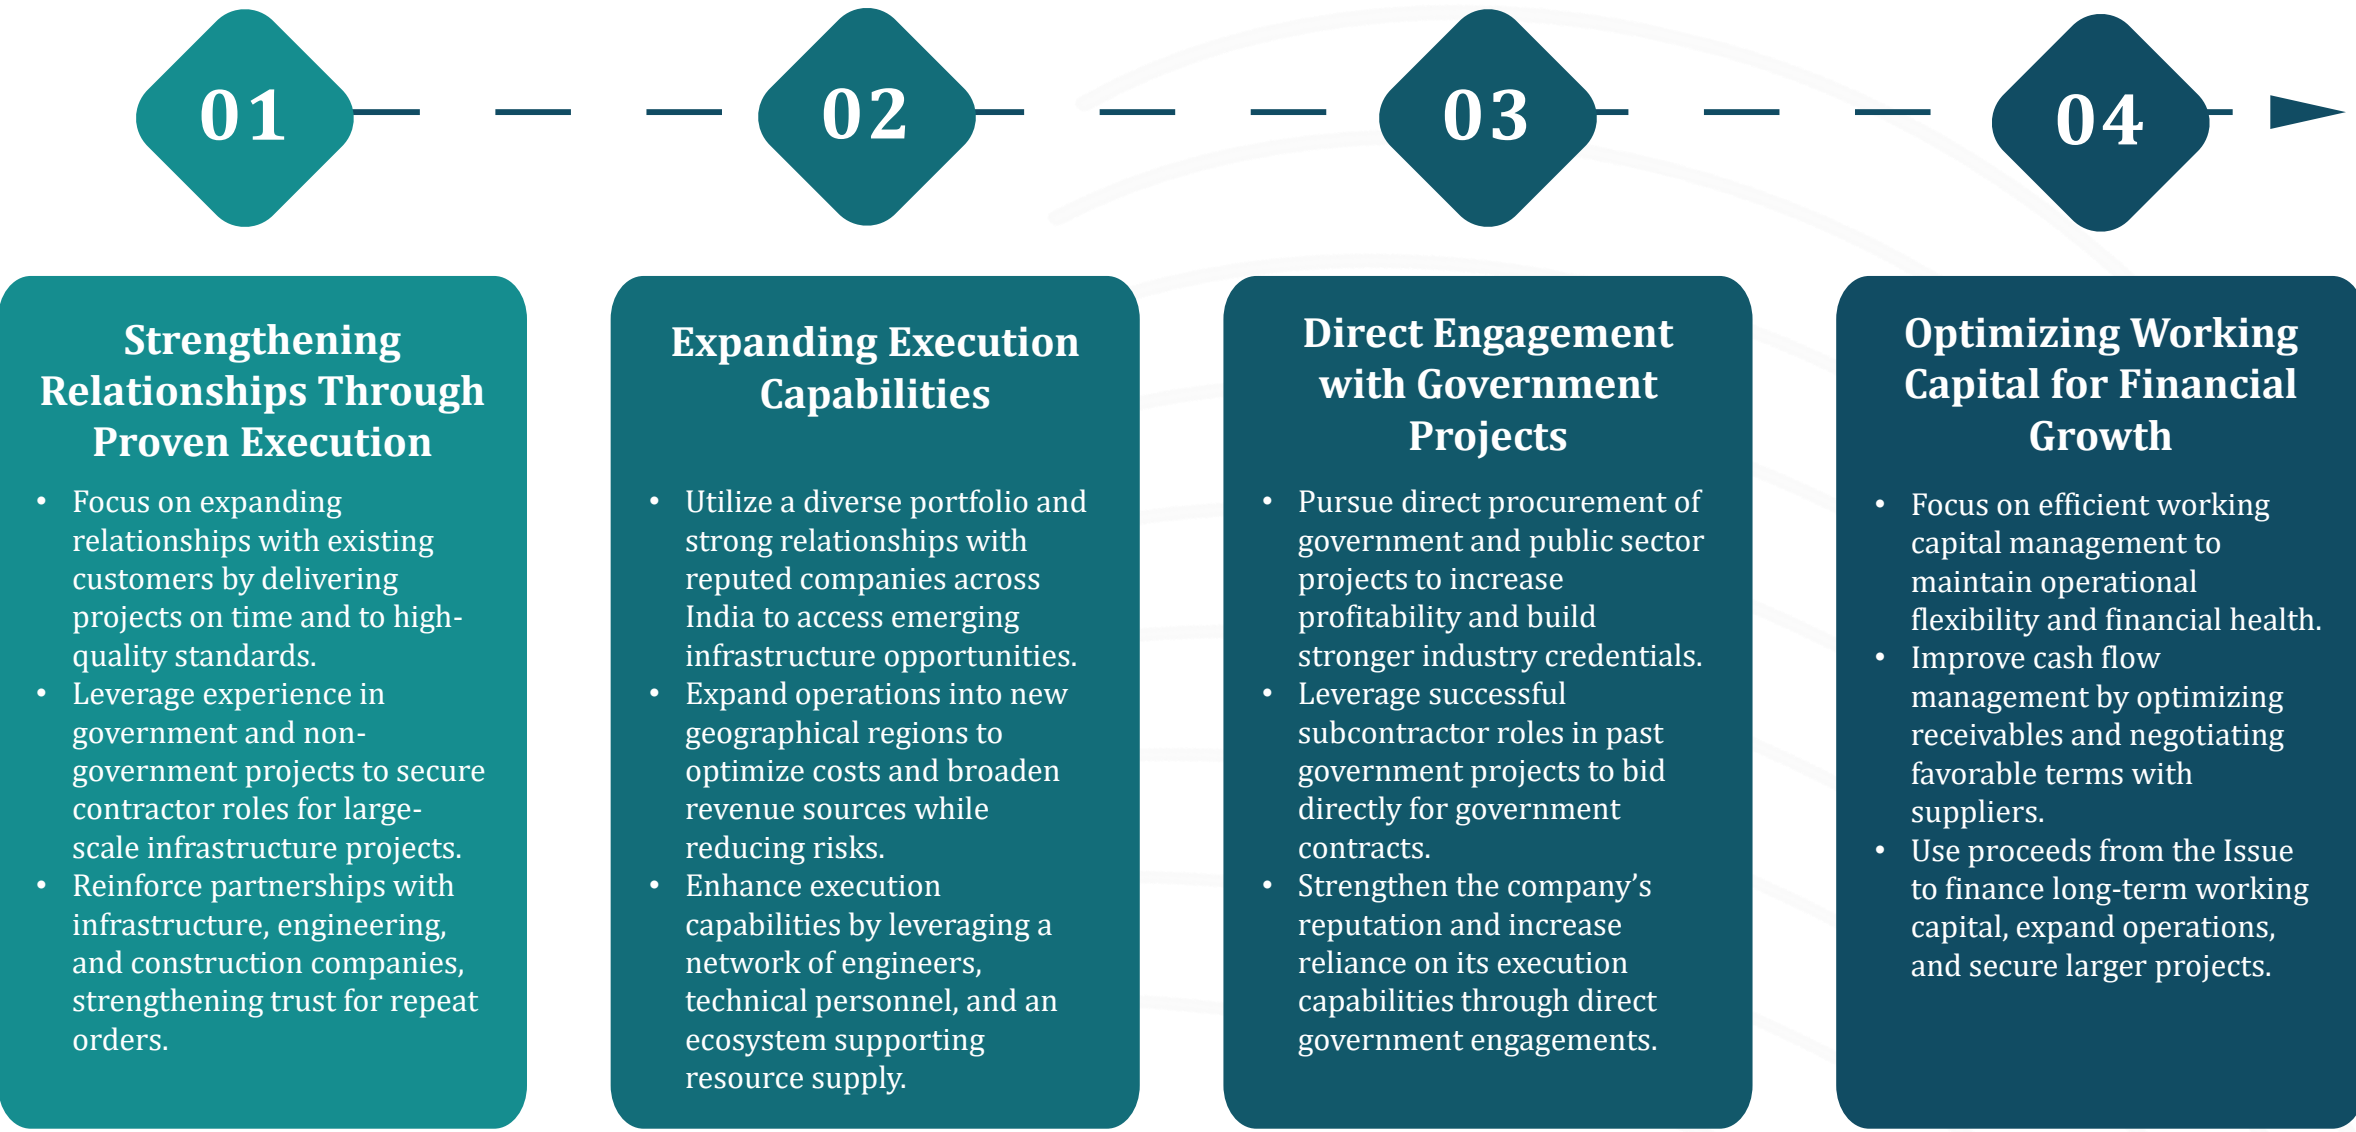 01
02
03
04
Strengthening
Relationships Through
Proven Execution
• Focus on expanding
relationships with existing
customers by delivering
projects on time and to high-
quality standards.
• Leverage experience in
government and non-
government projects to secure
contractor roles for large-
scale infrastructure projects.
• Reinforce partnerships with
infrastructure, engineering,
and construction companies,
strengthening trust for repeat
orders.
Expanding Execution
Capabilities
• Utilize a diverse portfolio and
strong relationships with
reputed companies across
India to access emerging
infrastructure opportunities.
• Expand operations into new
geographical regions to
optimize costs and broaden
revenue sources while
reducing risks.
• Enhance execution
capabilities by leveraging a
network of engineers,
technical personnel, and an
ecosystem supporting
resource supply.
Direct Engagement
with Government
Projects
• Pursue direct procurement of
government and public sector
projects to increase
profitability and build
stronger industry credentials.
• Leverage successful
subcontractor roles in past
government projects to bid
directly for government
contracts.
• Strengthen the company’s
reputation and increase
reliance on its execution
capabilities through direct
government engagements.
Optimizing Working
Capital for Financial
Growth
• Focus on efficient working
capital management to
maintain operational
flexibility and financial health.
• Improve cash flow
management by optimizing
receivables and negotiating
favorable terms with
suppliers.
• Use proceeds from the Issue
to finance long-term working
capital, expand operations,
and secure larger projects.